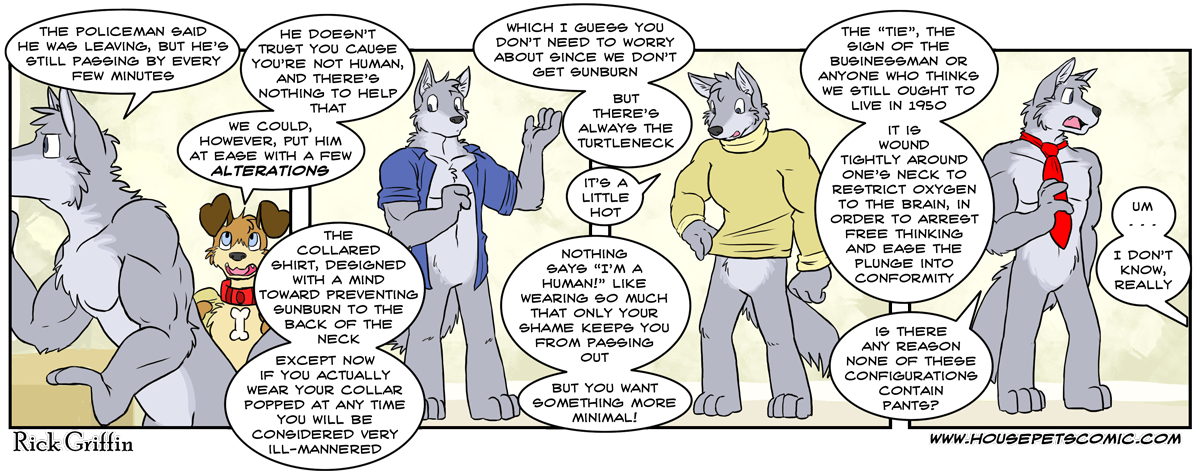 THE POLICEMAN SAID
HE WAS LEAVING, BUT HE'S
STILL PASSING BY EVERY
FEW MINUTES
HE DOESN'T
TRUST YOU CAUSE
YOU'RE NOT HUMAN,
AND THERE'S
NOTHING TO HELP
THAT
WE COULD,
HOWEVER, PUT HIM
AT EASE WITH A FEW
ALTERATIONS
THE
COLLARED
SHIRT, DESIGNED
WITH A MIND
TOWARD PREVENTING
SUNBURN TO THE
BACK OF THE
NECK
EXCEPT NOW
IF YOU ACTUALLY
WEAR YOUR COLLAR
POPPED AT ANY TIME
YOU WILL BE
CONSIDERED VERY
ILL-MANNERED
WHICH I GUESS YOU
DON'T NEED TO WORRY
ABOUT SINCE WE DON'T
GET SUNBURN
BUT
THERE'S
ALWAYS THE
TURTLENECK
IT'S A
LITTLE
HOT
NOTHING
SAYS "I'M A
HUMAN!" LIKE
WEARING SO MUCH
THAT ONLY YOUR
SHAME KEEPS YOU
FROM PASSING
OUT
BUT YOU WANT
SOMETHING MORE
MINIMAL!
THE "TIE", THE
SIGN OF THE
BUSINESSMAN OR
ANYONE WHO THINKS
WE STILL OUGHT TO
LIVE IN 1950
IT IS
WOUND
TIGHTLY AROUND
ONE'S NECK TO
RESTRICT OXYGEN
TO THE BRAIN, IN
ORDER TO ARREST
FREE THINKING
AND EASE THE
PLUNGE INTO
CONFORMITY
IS THERE
ANY REASON
NONE OF THESE
CONFIGURATIONS
CONTAIN
PANTS?
UM
. . .
I DON'T
KNOW,
REALLY
Rick Griffin
WWW.HOUSEPETSCOMIC.COM